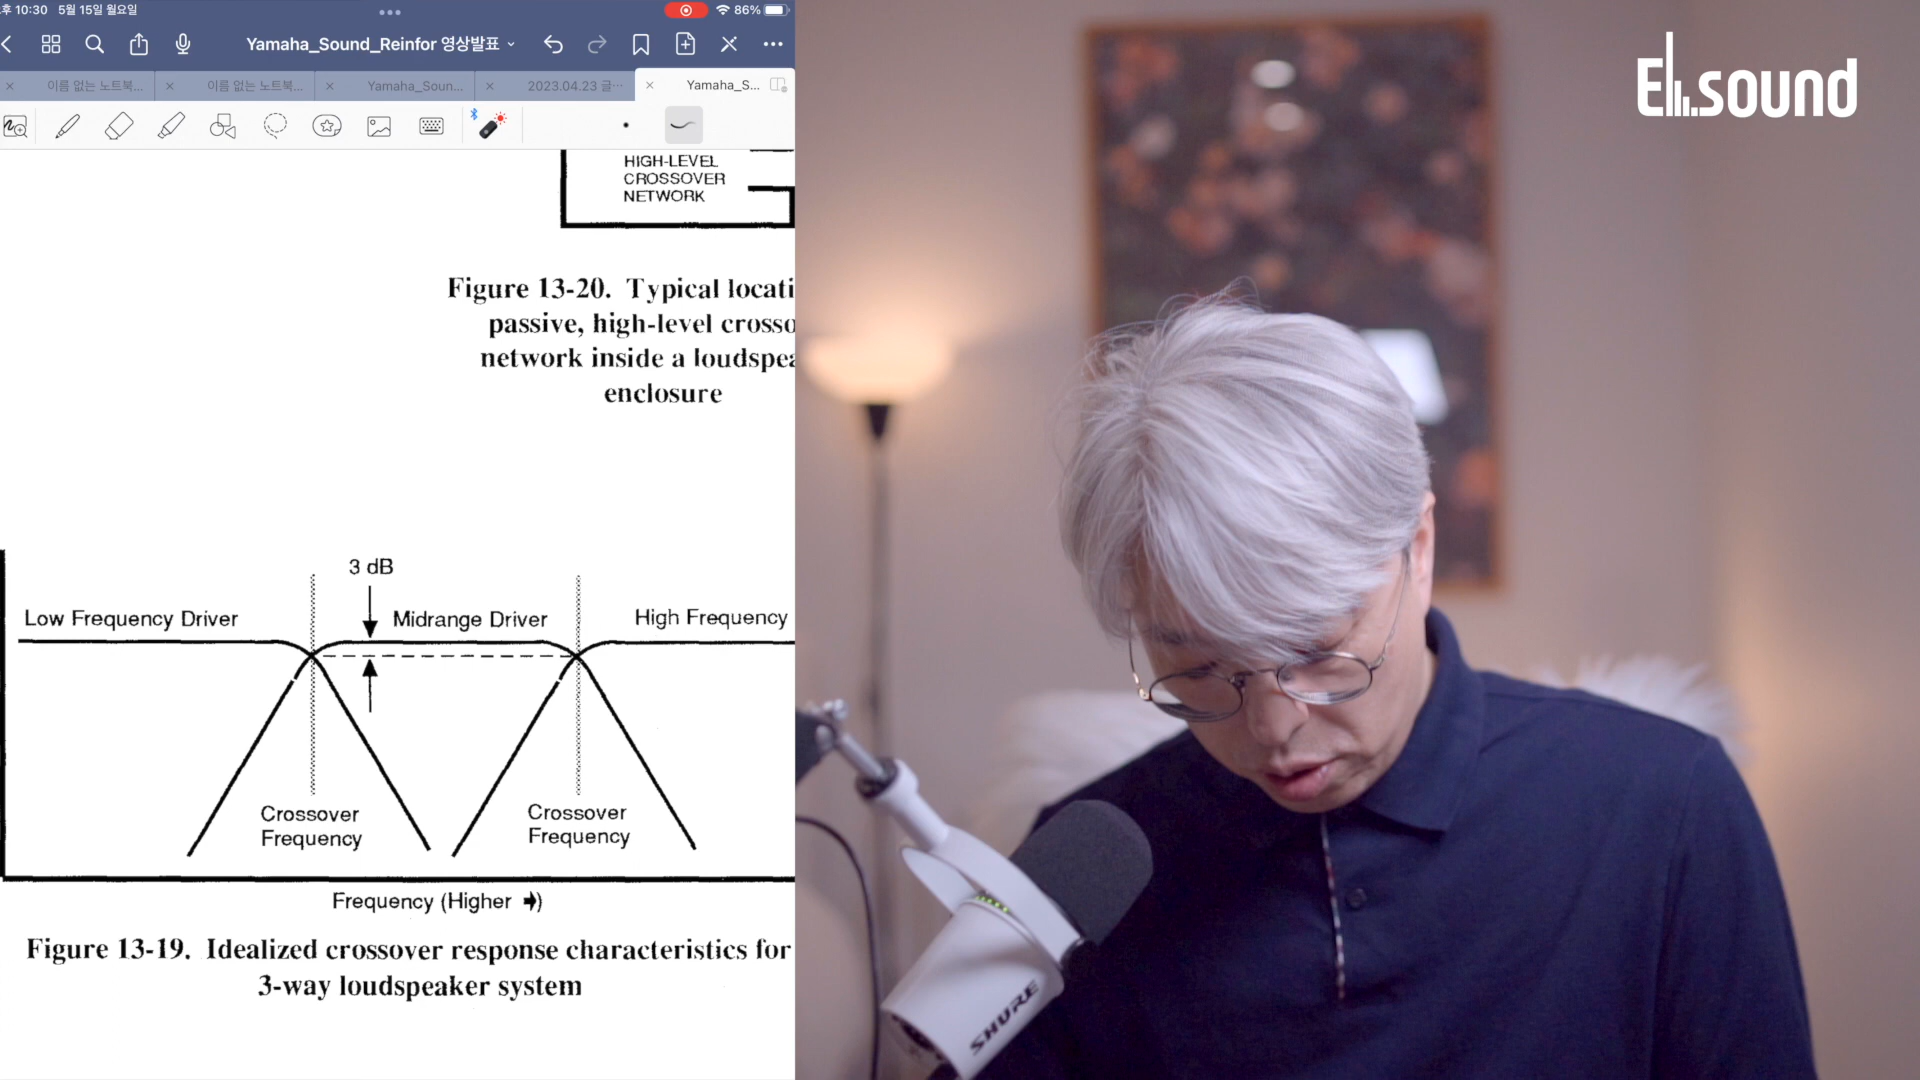 후 10:30 5월 15일 월요일
86%
Yamaha_Sound_Reinfor 영상발표
이름 없는 노트북...
이름 없는 노트북...
Yamaha_Soun...
2023.04.23 글...
Yamaha_S...
HIGH-LEVEL
CROSSOVER
NETWORK
Figure 13-20. Typical locati
passive, high-level crosso
network inside a loudspea
enclosure
3 dB
Low Frequency Driver
Midrange Driver
High Frequency
Crossover
Frequency
Crossover
Frequency
Frequency (Higher ➔)
Figure 13-19. Idealized crossover response characteristics for
3-way loudspeaker system
El.sound
SHURE